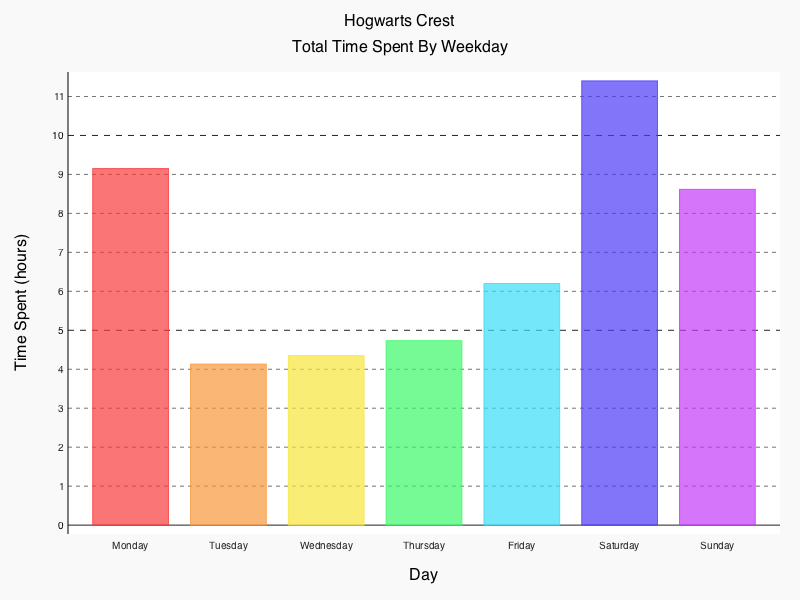 Hogwarts Crest
Total Time Spent By Weekday
Time Spent (hours)
11
10
9
8
7
6
5
4
3
2
1
0
Monday Tuesday Wednesday Thursday Friday Saturday Sunday
Day